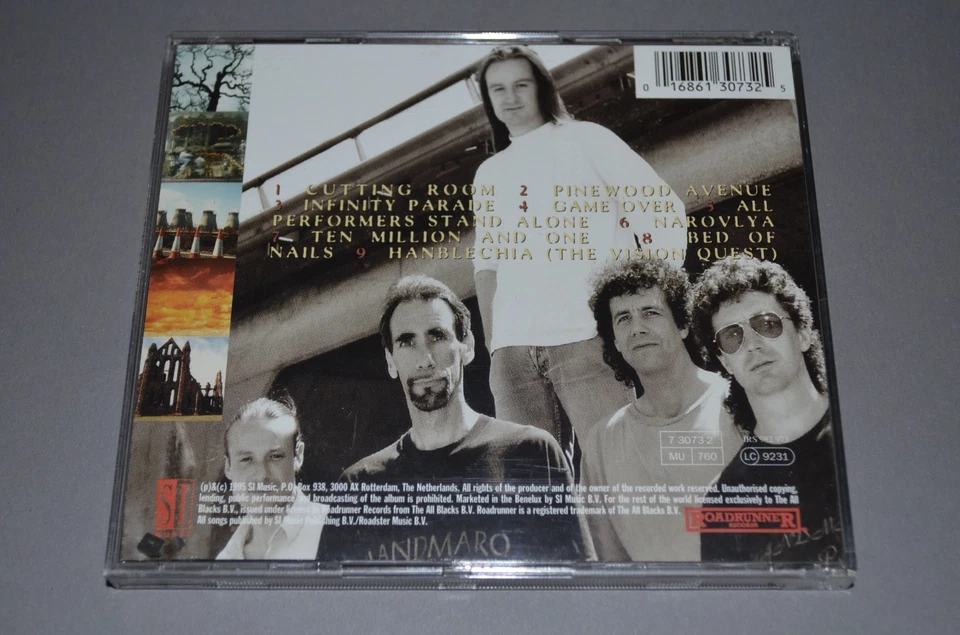 0 16861 30732 5
1 CUTTING ROOM 2 PINEWOOD AVENUE
3 INFINITY PARADE 4 GAME OVER 5 ALL
PERFORMERS STAND ALONE 6 NAROVLYA
7 TEN MILLION AND ONE 8 BED OF
NAILS 9 HANBLECHIA (THE VISION QUEST)
7 3073-2
MU 760
LC 9231
SI
(p)&(c) 1995 SI Music, P.O. Box 938, 3000 AX Rotterdam, The Netherlands. All rights of the producer and of the owner of the recorded work reserved. Unauthorised copying,
lending, public performance and broadcasting of the album is prohibited. Marketed in the Benelux by SI Music B.V. For the rest of the world licensed exclusively to The All
Blacks B.V., issued under license to Roadrunner Records from The All Blacks B.V. Roadrunner is a registered trademark of The All Blacks B.V.
All songs published by SI Music Publishing B.V./Roadster Music B.V.
ROADRUNNER
RECORDS
LANDMARQ